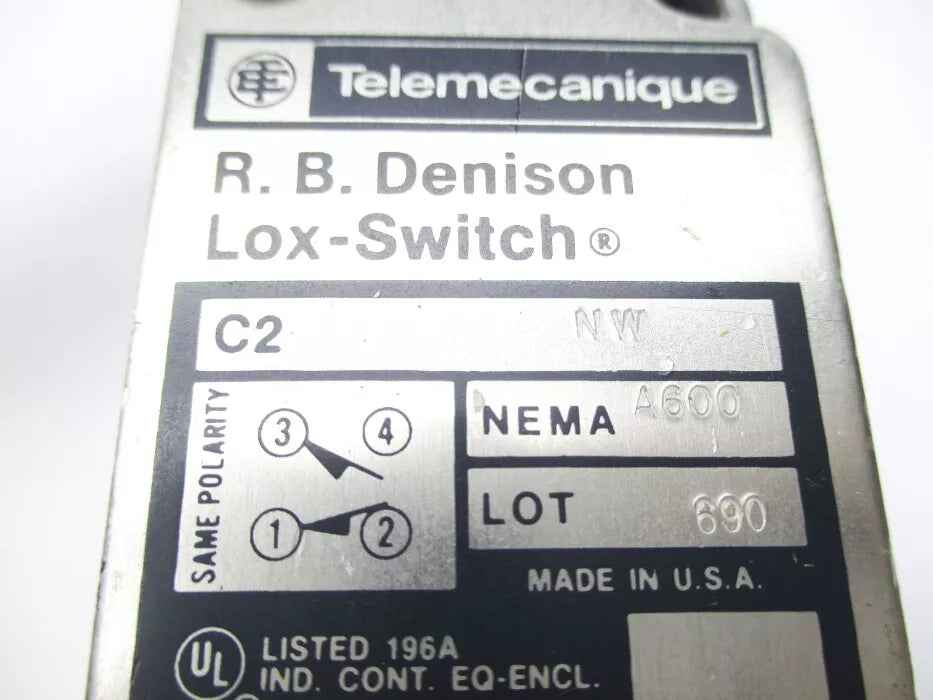 TE Telemecanique
R. B. Denison
Lox-Switch ®
C2 NW
NEMA A600
LOT 690
SAME POLARITY
3 4
1 2
MADE IN U.S.A.
UL LISTED 196A
IND. CONT. EQ-ENCL.